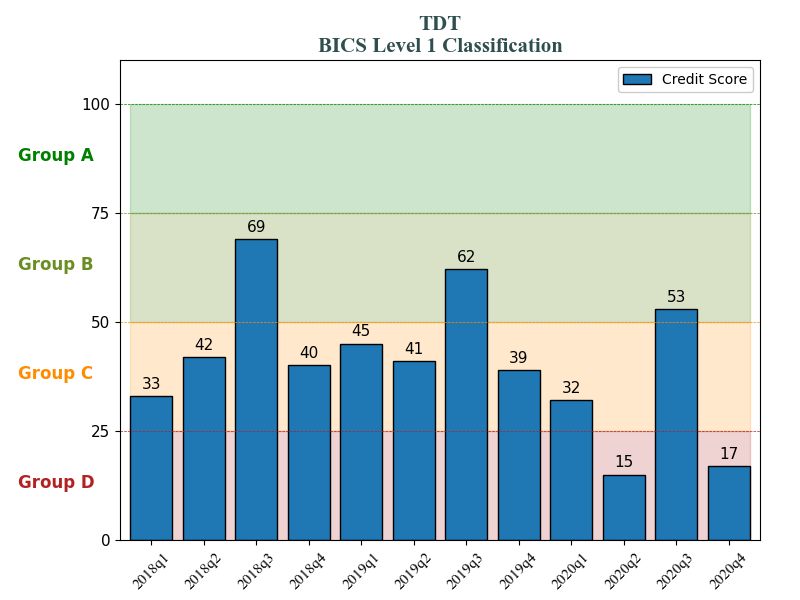 TDT
BICS Level 1 Classification
Credit Score
100
Group A
75
69
Group B
62
53
50
45
42
41
40
39
Group C
33
32
25
17
15
Group D
0
2018q1 2018q2 2018q3 2018q4 2019q1 2019q2 2019q3 2019q4 2020q1 2020q2 2020q3 2020q4